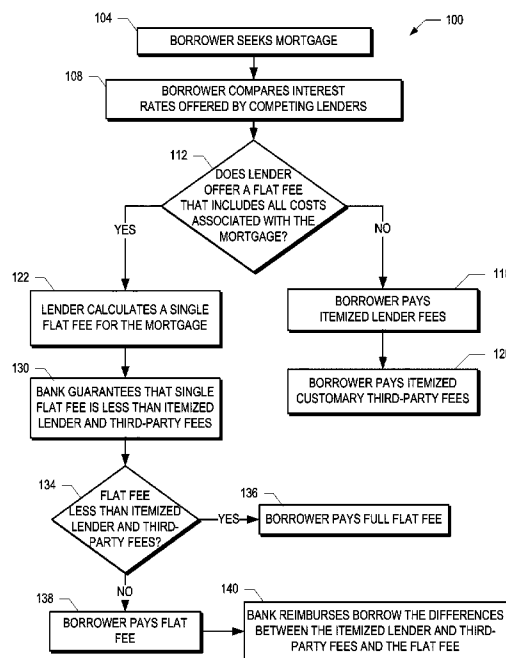 100
104
BORROWER SEEKS MORTGAGE
108
BORROWER COMPARES INTEREST
RATES OFFERED BY COMPETING LENDERS
112
DOES LENDER
OFFER A FLAT FEE
THAT INCLUDES ALL COSTS
ASSOCIATED WITH THE
MORTGAGE?
YES
NO
122
LENDER CALCULATES A SINGLE
FLAT FEE FOR THE MORTGAGE
BORROWER PAYS
ITEMIZED LENDER FEES
130
BANK GUARANTEES THAT SINGLE
FLAT FEE IS LESS THAN ITEMIZED
LENDER AND THIRD-PARTY FEES
BORROWER PAYS ITEMIZED
CUSTOMARY THIRD-PARTY FEES
134
FLAT FEE
LESS THAN ITEMIZED
LENDER AND THIRD-
PARTY FEES?
YES
136
BORROWER PAYS FULL FLAT FEE
NO
138
BORROWER PAYS FLAT
FEE
140
BANK REIMBURSES BORROW THE DIFFERENCES
BETWEEN THE ITEMIZED LENDER AND THIRD-
PARTY FEES AND THE FLAT FEE